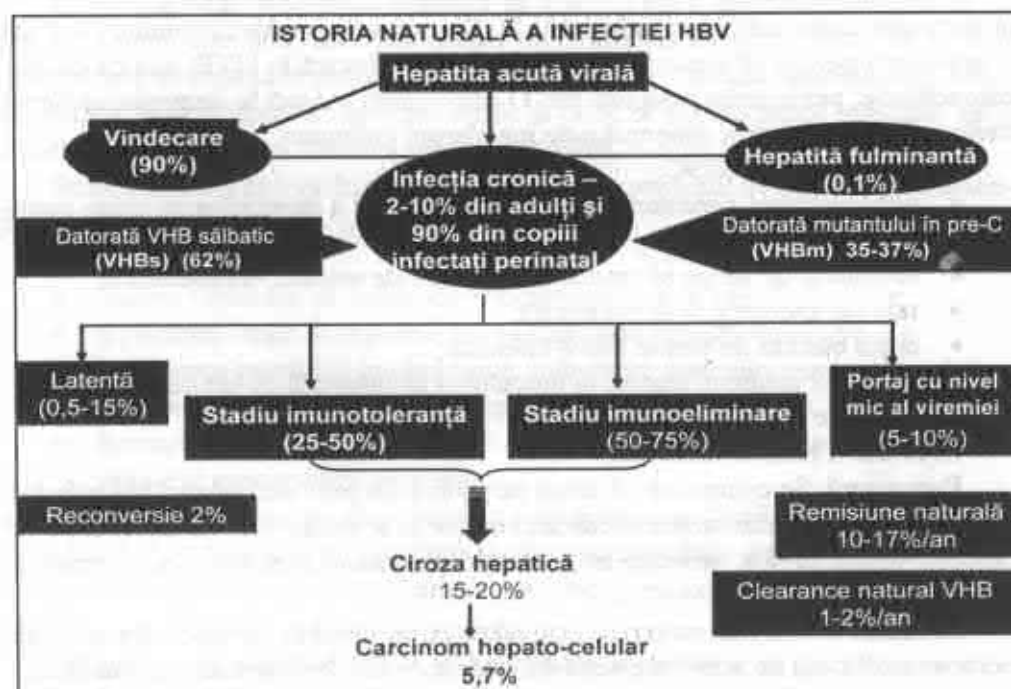 ISTORIA NATURALĂ A INFECȚIEI HBV
Hepatita acută virală
Vindecare
(90%)
Hepatită fulminantă
(0,1%)
Infecția cronică –
2-10% din adulți și
90% din copiii
infectați perinatal
Datorată VHB sălbatic
(VHBs) (62%)
Datorată mutantului în pre-C
(VHBm) 35-37%)
Latentă
(0,5-15%)
Stadiu imunotoleranță
(25-50%)
Stadiu imunoeliminare
(50-75%)
Portaj cu nivel
mic al viremiei
(5-10%)
Reconversie 2%
Remisiune naturală
10-17%/an
Ciroza hepatică
15-20%
Clearance natural VHB
1-2%/an
Carcinom hepato-celular
5,7%